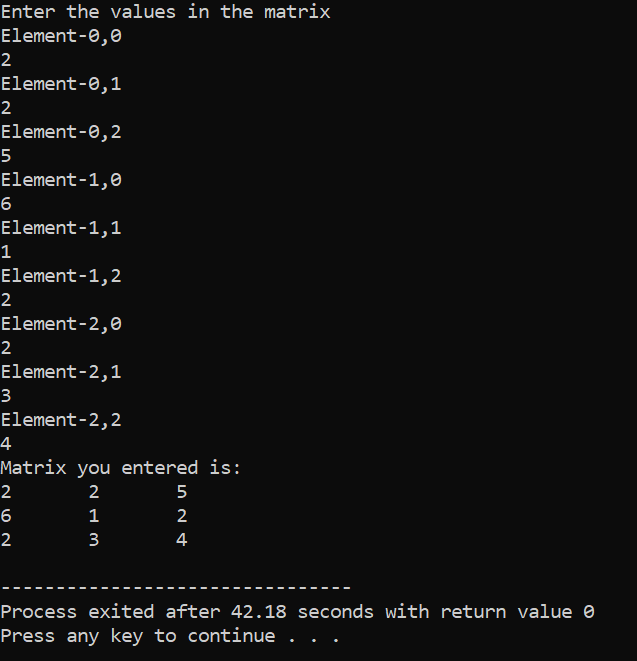 Enter the values in the matrix
Element-0,0
2
Element-0,1
2
Element-0,2
5
Element-1,0
6
Element-1,1
1
Element-1,2
2
Element-2,0
2
Element-2,1
3
Element-2,2
4
Matrix you entered is:
2       2       5
6       1       2
2       3       4

--------------------------------
Process exited after 42.18 seconds with return value 0
Press any key to continue . . .